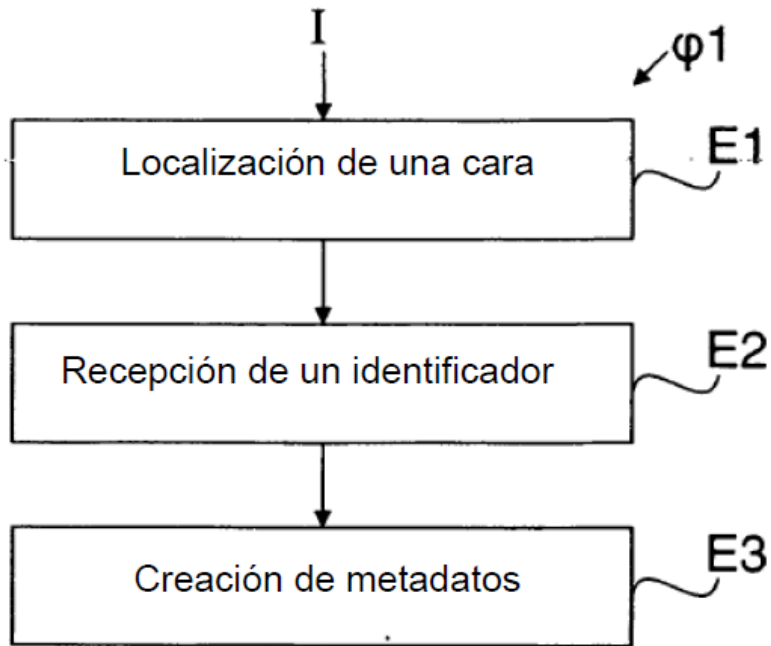 I
φ1
Localización de una cara
E1
Recepción de un identificador
E2
Creación de metadatos
E3